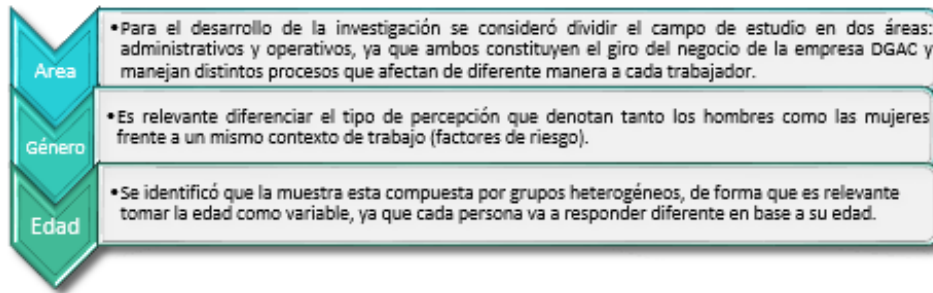 Area
•Para el desarrollo de la investigación se consideró dividir el campo de estudio en dos áreas:
administrativos y operativos, ya que ambos constituyen el giro del negocio de la empresa DGAC y
manejan distintos procesos que afectan de diferente manera a cada trabajador.
Género
•Es relevante diferenciar el tipo de percepción que denotan tanto los hombres como las mujeres
frente a un mismo contexto de trabajo (factores de riesgo).
Edad
•Se identificó que la muestra esta compuesta por grupos heterogéneos, de forma que es relevante
tomar la edad como variable, ya que cada persona va a responder diferente en base a su edad.